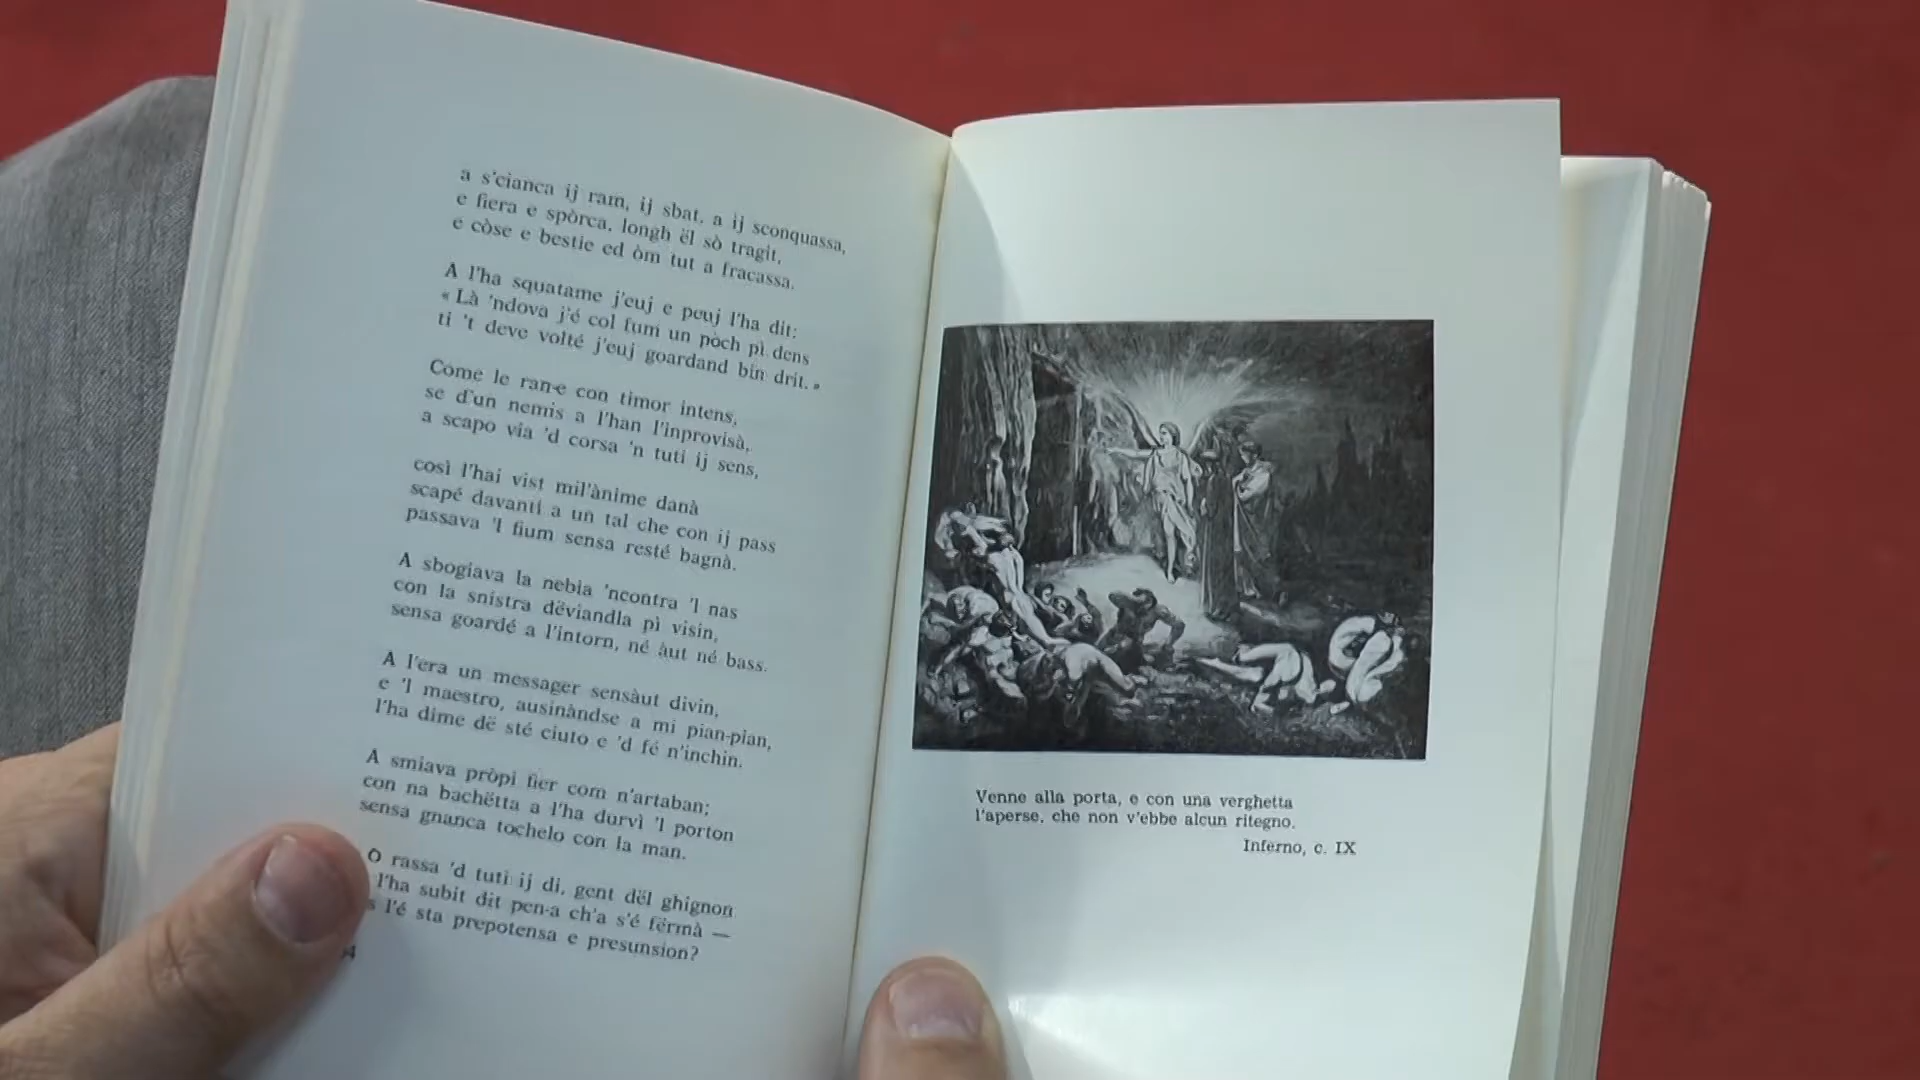 a s'cianca ij ram, ij sbat, a ij sconquassa,
e fiera e spòrca, longh ël sò tragit,
e còse e bestie ed òm tut a fracassa.
A l'ha squatame j'euj e peuj l'ha dit:
« Là 'ndova j'é col fum un pòch pì dens
ti 't deve volté j'euj goardand bin drit. »
Come le ran-e con timor intens,
se d'un nemis a l'han l'inprovisà,
a scapo via 'd corsa 'n tuti ij sens,
così l'hai vist mil'ànime danà
scapé davanti a un tal che con ij pass
passava 'l fium sensa resté bagnà.
A sbogiava la nebia 'ncontra 'l nas
con la snistra dëviandla pì visin,
sensa goardé a l'intorn, né àut né bass.
A l'era un messager sensàut divin,
e 'l maestro, ausinàndse a mi pian-pian,
l'ha dime dë sté ciuto e 'd fé n'inchin.
A smiava pròpi fier com n'artaban;
con na bachëtta a l'ha durvì 'l porton
sensa gnanca tochelo con la man.
O rassa 'd tuti ij di, gent dël ghignon
l'ha subit dit pen-a ch'a s'é fërmà —
l'é sta prepotensa e presunsion?
Venne alla porta, e con una verghetta
l'aperse, che non v'ebbe alcun ritegno.
Inferno, c. IX